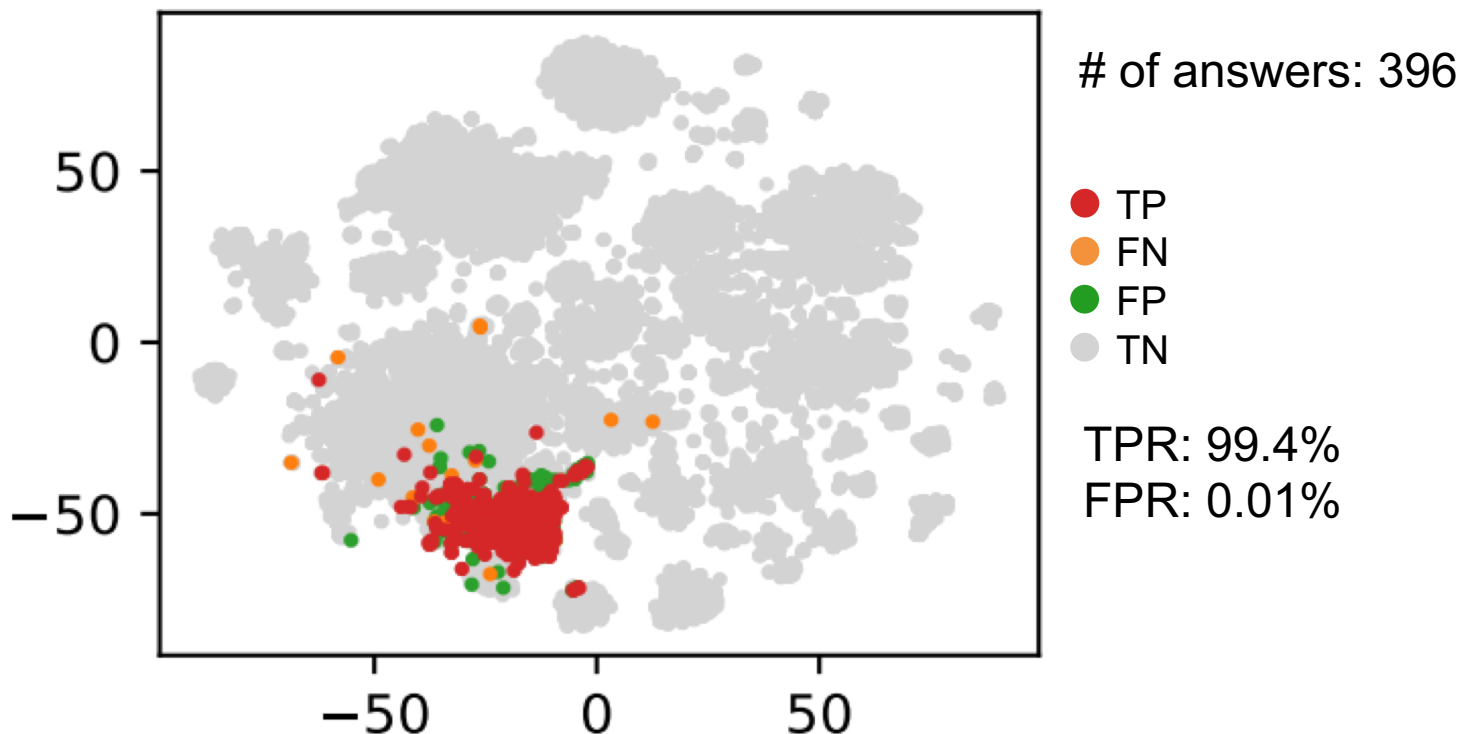 # of answers: 396
50
0
−50
−50 0 50
TP
FN
FP
TN
TPR: 99.4%
FPR: 0.01%